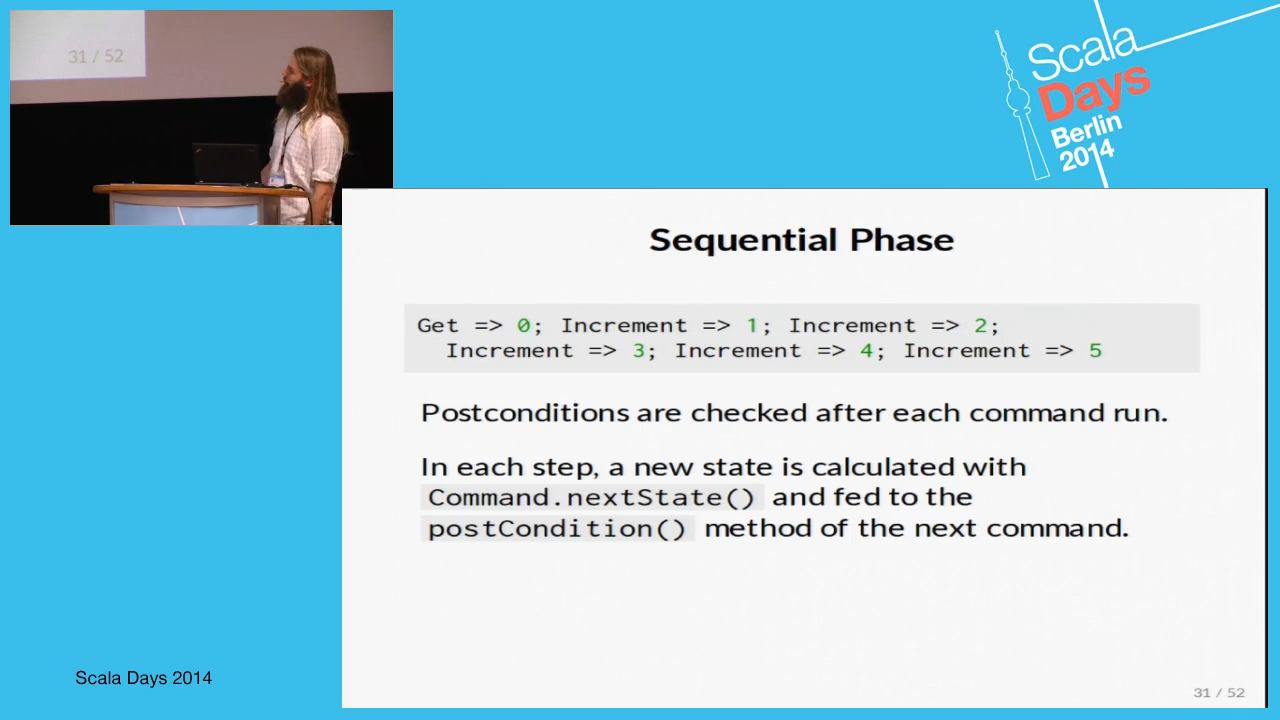 31 / 52
Scala
Days
Berlin
2014
Sequential Phase
Get => 0; Increment => 1; Increment => 2;
Increment => 3; Increment => 4; Increment => 5
Postconditions are checked after each command run.
In each step, a new state is calculated with
Command.nextState() and fed to the
postCondition() method of the next command.
Scala Days 2014
31 / 52